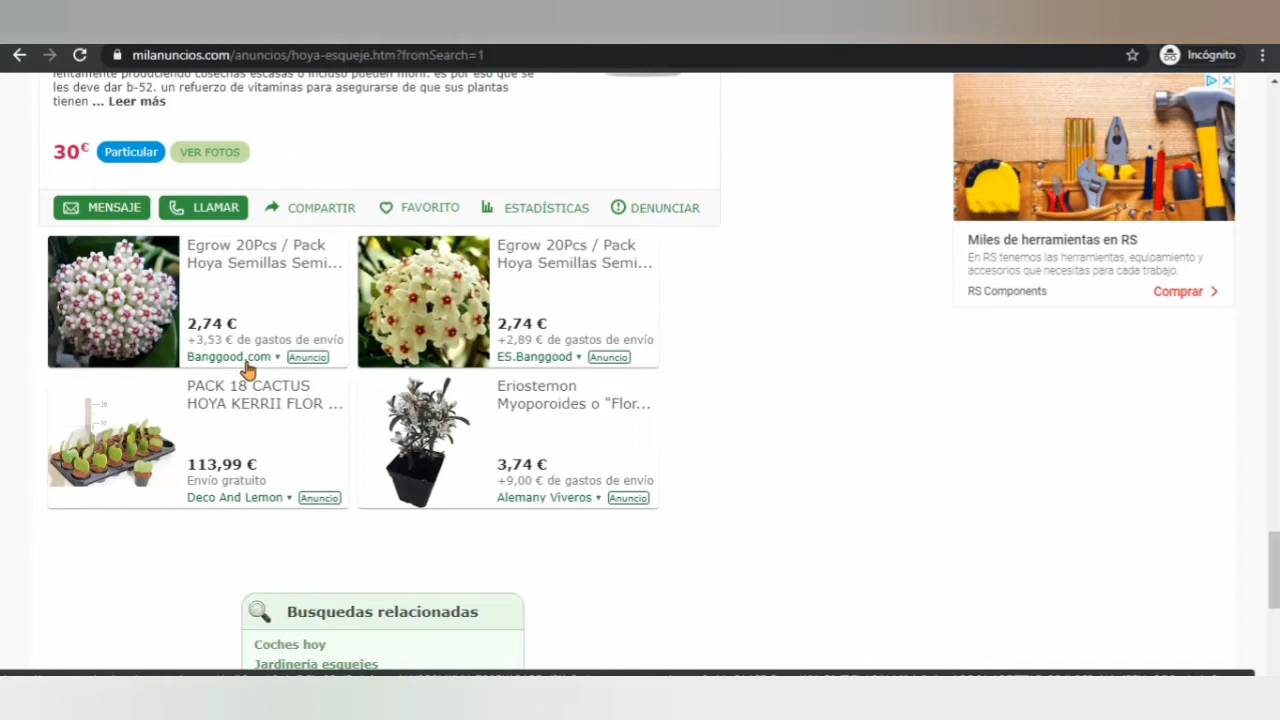 milanuncios.com/anuncios/hoya-esqueje.htm?fromSearch=1
Incógnito
lentamente produciendo cosechas escasas o incluso pueden morir. es por eso que se
les deve dar b-52. un refuerzo de vitaminas para asegurarse de que sus plantas
tienen ... Leer más
30€ Particular VER FOTOS
MENSAJE LLAMAR COMPARTIR FAVORITO ESTADÍSTICAS DENUNCIAR
Egrow 20Pcs / Pack
Hoya Semillas Semi...
2,74 €
+3,53 € de gastos de envío
Banggood.com Anuncio
Egrow 20Pcs / Pack
Hoya Semillas Semi...
2,74 €
+2,89 € de gastos de envío
ES.Banggood Anuncio
PACK 18 CACTUS
HOYA KERRII FLOR ...
113,99 €
Envío gratuito
Deco And Lemon Anuncio
Eriostemon
Myoporoides o "Flor...
3,74 €
+9,00 € de gastos de envío
Alemany Viveros Anuncio
Miles de herramientas en RS
En RS tenemos las herramientas, equipamiento y
accesorios que necesitas para cada trabajo.
RS Components Comprar
Busquedas relacionadas
Coches hoy
Jardinería esquejes